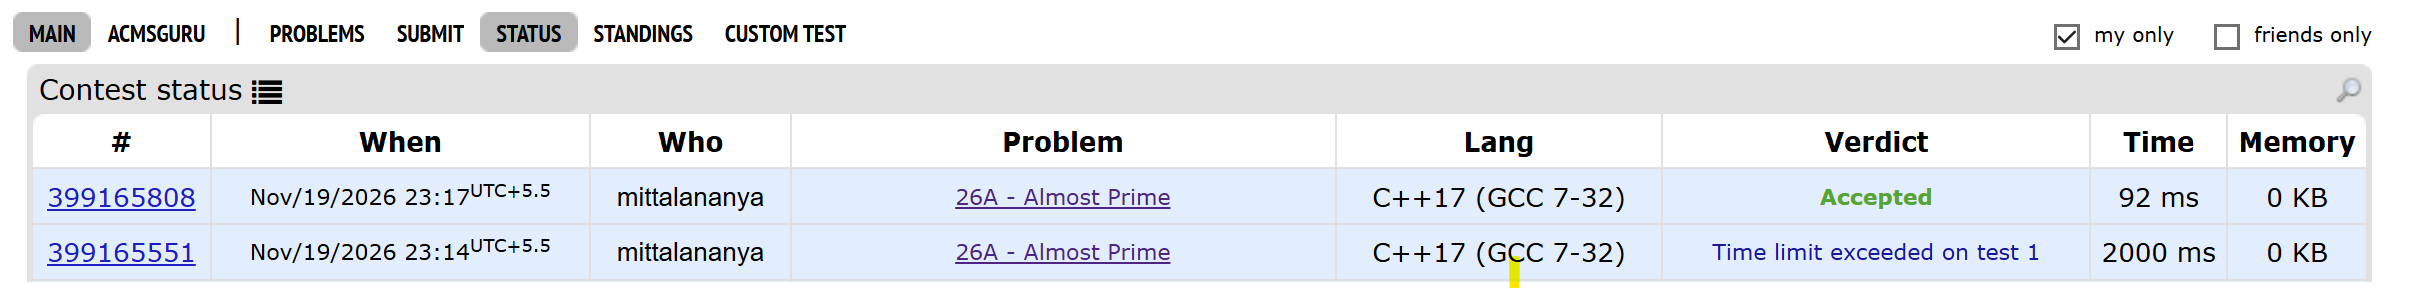 MAIN ACMSGURU | PROBLEMS SUBMIT STATUS STANDINGS CUSTOM TEST my only friends only
Contest status
# When Who Problem Lang Verdict Time Memory
399165808 Nov/19/2026 23:17UTC+5.5 mittalananya 26A - Almost Prime C++17 (GCC 7-32) Accepted 92 ms 0 KB
399165551 Nov/19/2026 23:14UTC+5.5 mittalananya 26A - Almost Prime C++17 (GCC 7-32) Time limit exceeded on test 1 2000 ms 0 KB